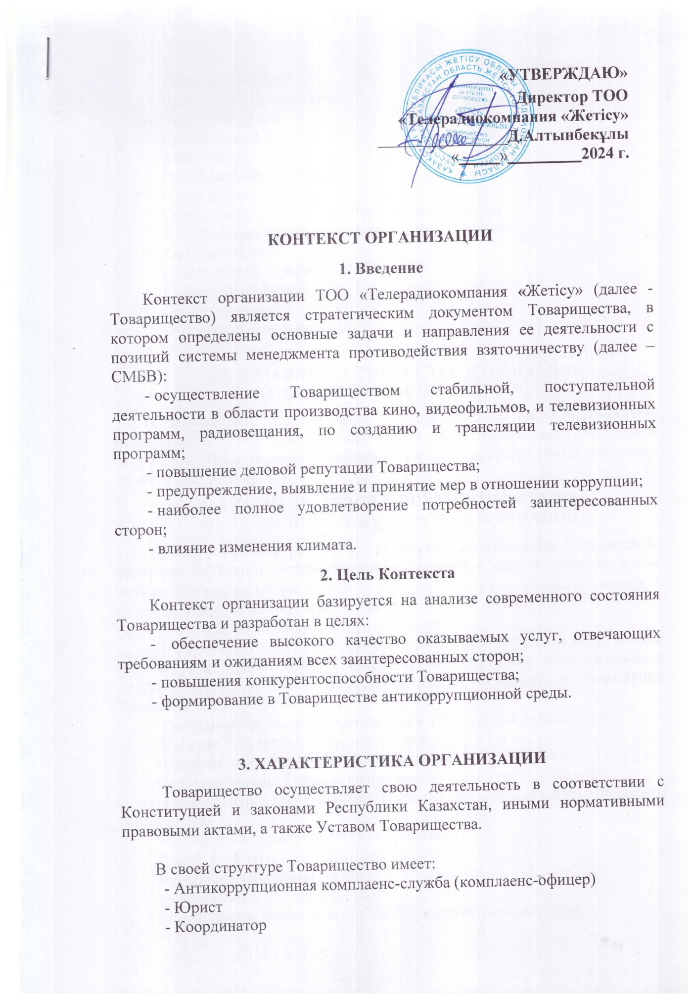 «УТВЕРЖДАЮ»
Директор ТОО
«Телерадиокомпания «Жетісу»
Д.Алтынбекұлы
«_____»_________2024 г.
КОНТЕКСТ ОРГАНИЗАЦИИ
1. Введение
Контекст организации ТОО «Телерадиокомпания «Жетісу» (далее -
Товарищество) является стратегическим документом Товарищества, в
котором определены основные задачи и направления ее деятельности с
позиций системы менеджмента противодействия взяточничеству (далее –
СМБВ):
- осуществление Товариществом стабильной, поступательной
деятельности в области производства кино, видеофильмов, и телевизионных
программ, радиовещания, по созданию и трансляции телевизионных
программ;
- повышение деловой репутации Товарищества;
- предупреждение, выявление и принятие мер в отношении коррупции;
- наиболее полное удовлетворение потребностей заинтересованных
сторон;
- влияние изменения климата.
2. Цель Контекста
Контекст организации базируется на анализе современного состояния
Товарищества и разработан в целях:
- обеспечение высокого качество оказываемых услуг, отвечающих
требованиям и ожиданиям всех заинтересованных сторон;
- повышения конкурентоспособности Товарищества;
- формирование в Товариществе антикоррупционной среды.
3. ХАРАКТЕРИСТИКА ОРГАНИЗАЦИИ
Товарищество осуществляет свою деятельность в соответствии с
Конституцией и законами Республики Казахстан, иными нормативными
правовыми актами, а также Уставом Товарищества.
В своей структуре Товарищество имеет:
- Антикоррупционная комплаенс-служба (комплаенс-офицер)
- Юрист
- Координатор